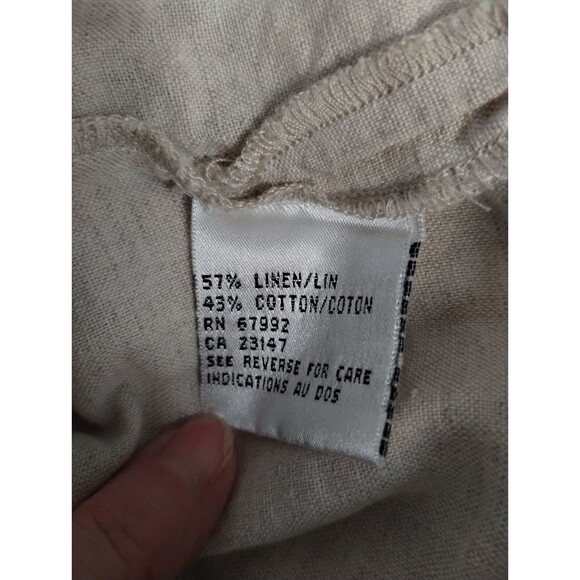 57% LINEN/LIN
43% COTTON/COTON
RN 67992
CA 23147
SEE REVERSE FOR CARE
INDICATIONS AU DOS